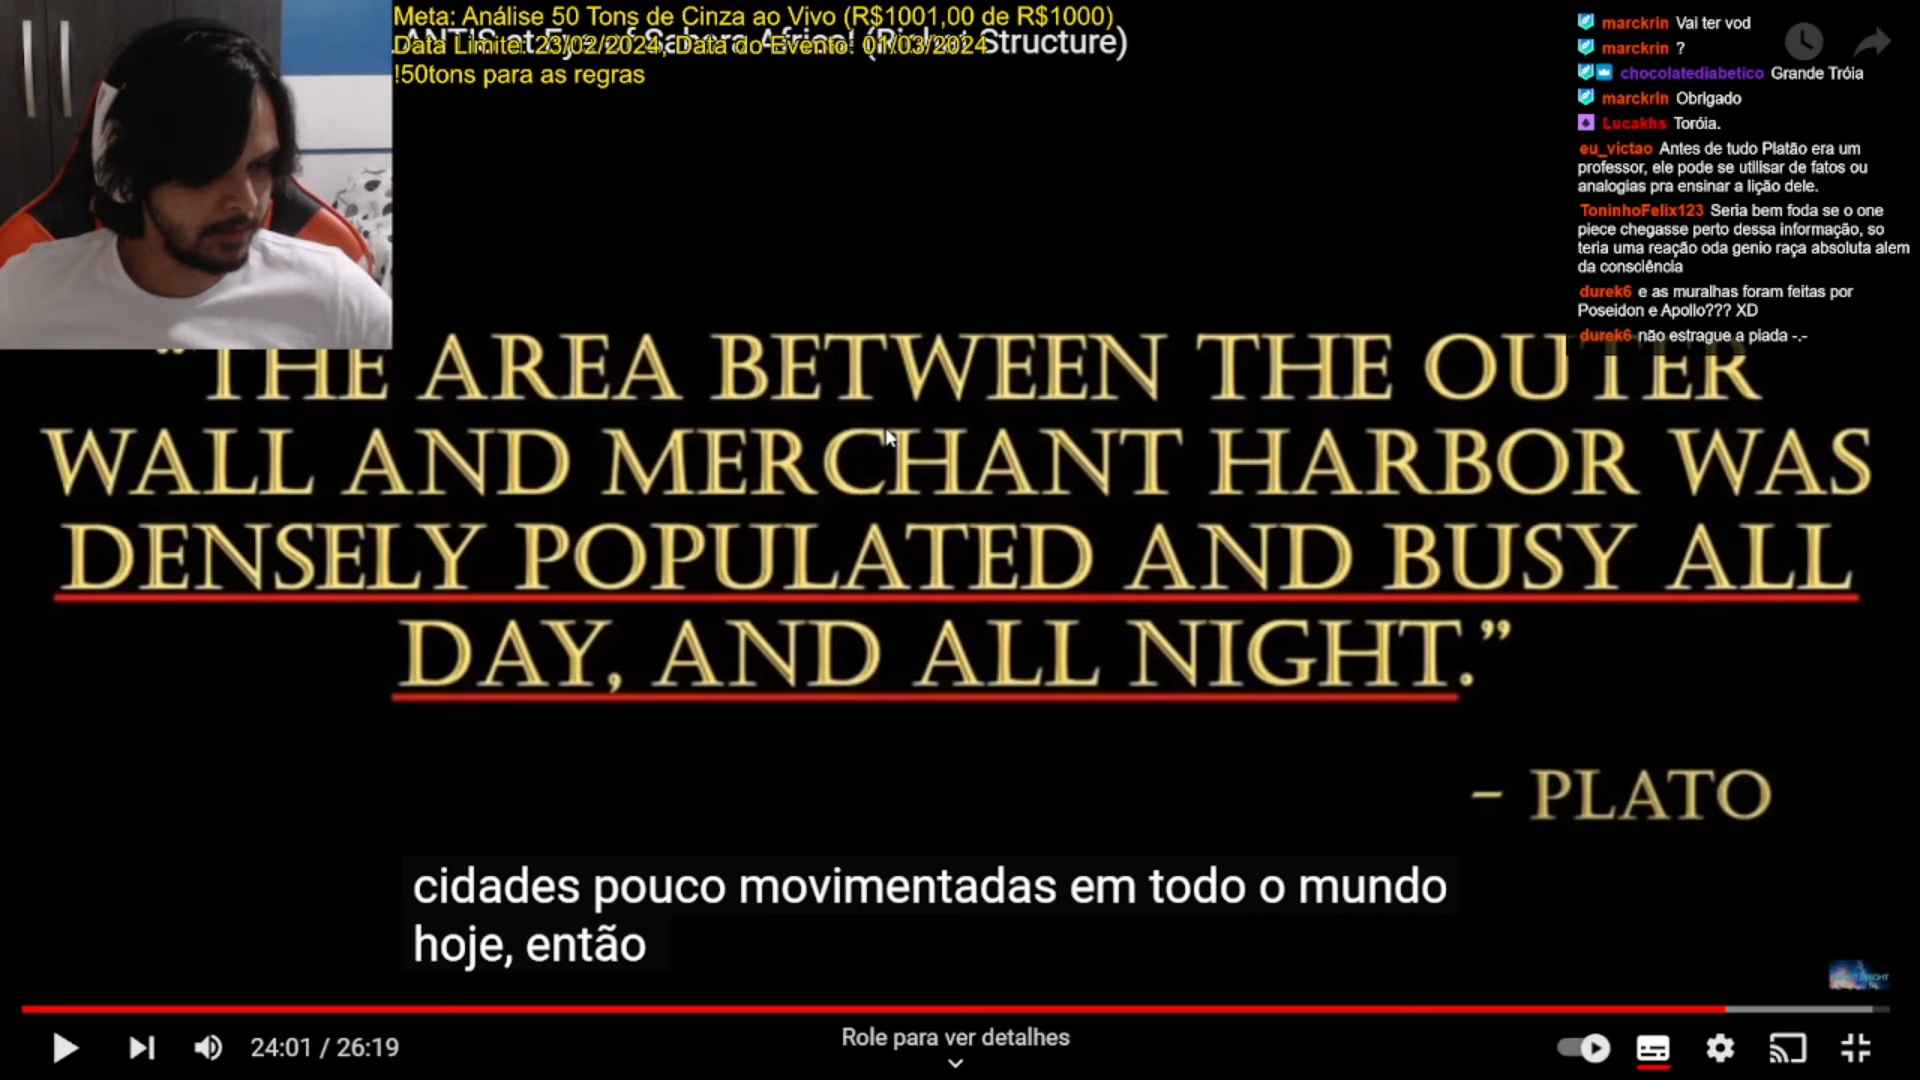 Meta: Análise 50 Tons de Cinza ao Vivo (R$1001,00 de R$1000)
Data Limite: 23/02/2024, Data do Evento: 01/03/2024
Structure)
!50tons para as regras
marckrin Vai ter vod
marckrin ?
chocolatediabetico Grande Tróia
marckrin Obrigado
Lucakhs Toróia.
eu_victao Antes de tudo Platão era um
professor, ele pode se utilisar de fatos ou
analogias pra ensinar a lição dele.
ToninhoFelix123 Seria bem foda se o one
piece chegasse perto dessa informação, so
teria uma reação oda genio raça absoluta alem
da consciência
durek6 e as muralhas foram feitas por
Poseidon e Apollo??? XD
durek6 não estrague a piada -.-
“THE AREA BETWEEN THE OUTER
WALL AND MERCHANT HARBOR WAS
DENSELY POPULATED AND BUSY ALL
DAY, AND ALL NIGHT.”
- PLATO
cidades pouco movimentadas em todo o mundo
hoje, então
24:01 / 26:19
Role para ver detalhes